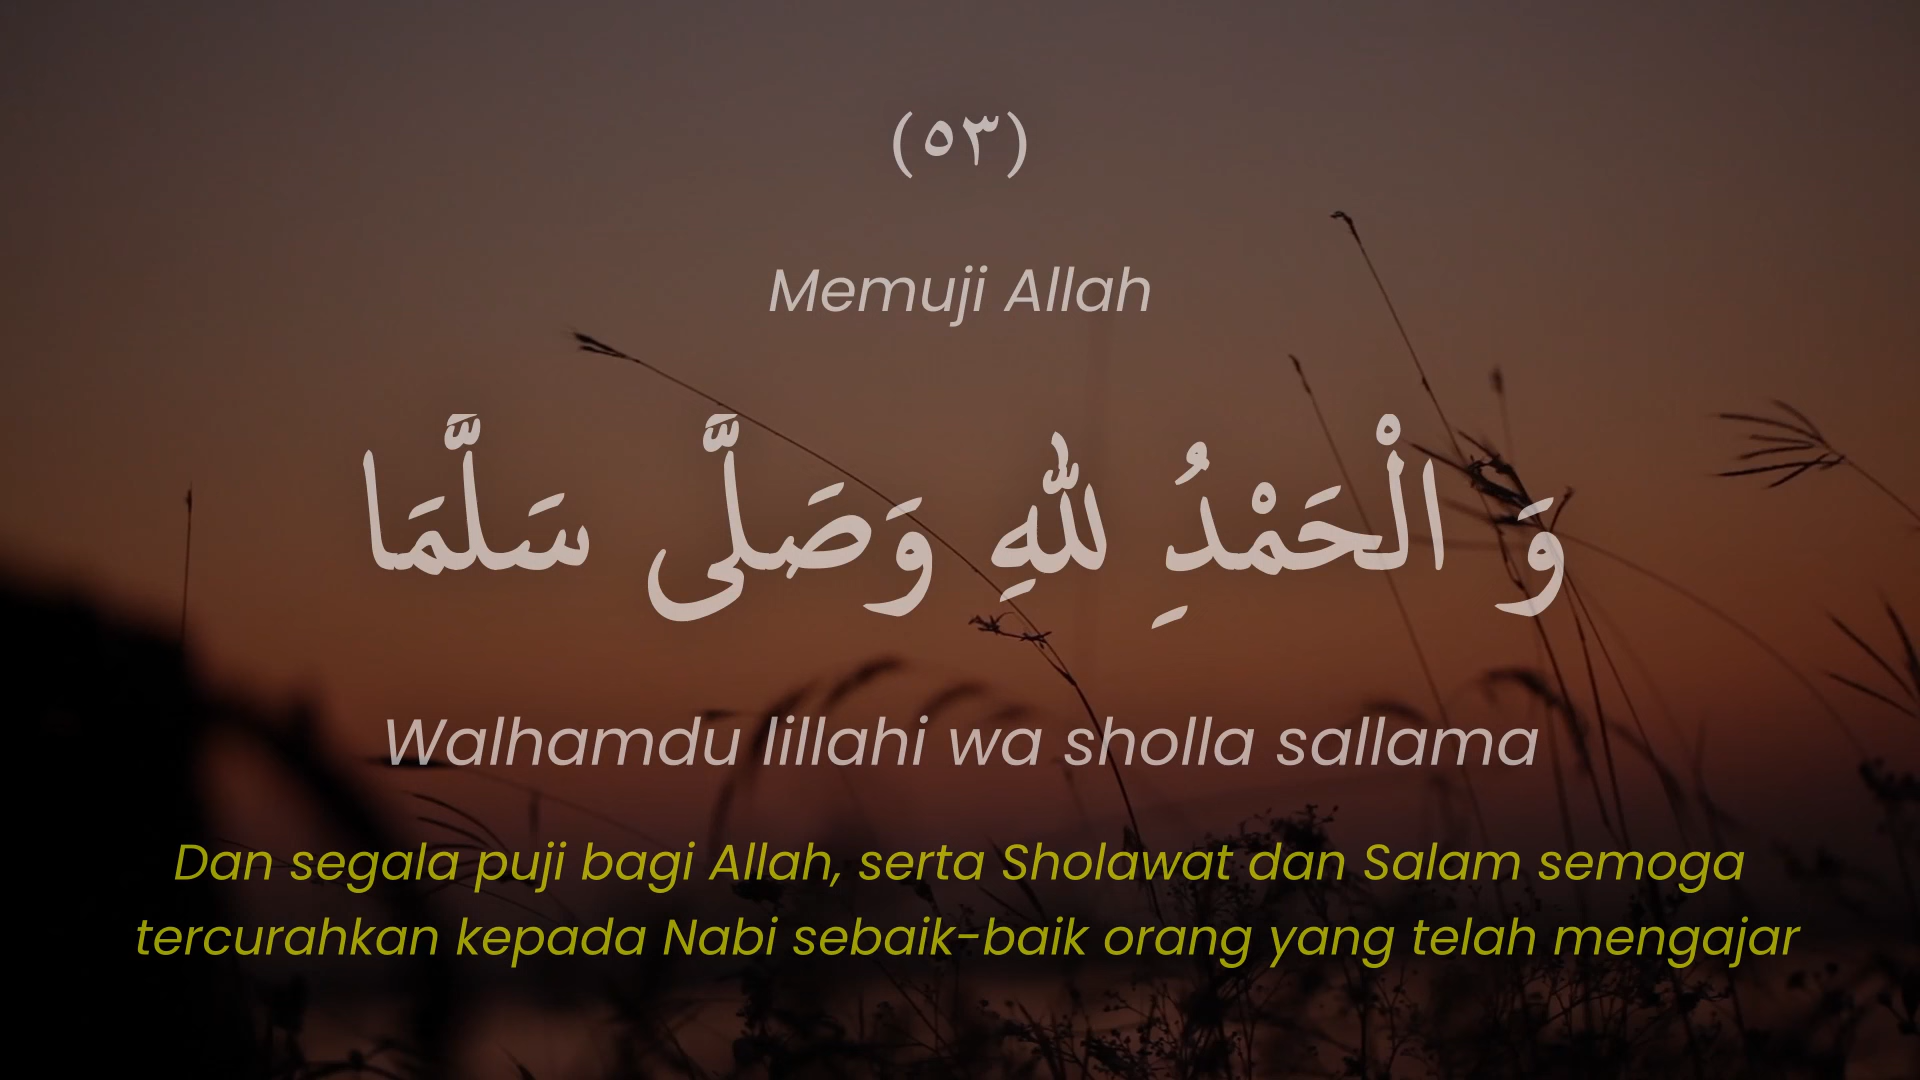 (٥٣)
Memuji Allah
وَ الْحَمْدُِ لِلّٰهِ وَصَلَّى سَلَّمَا
Walhamdu lillahi wa sholla sallama
Dan segala puji bagi Allah, serta Sholawat dan Salam semoga
tercurahkan kepada Nabi sebaik-baik orang yang telah mengajar